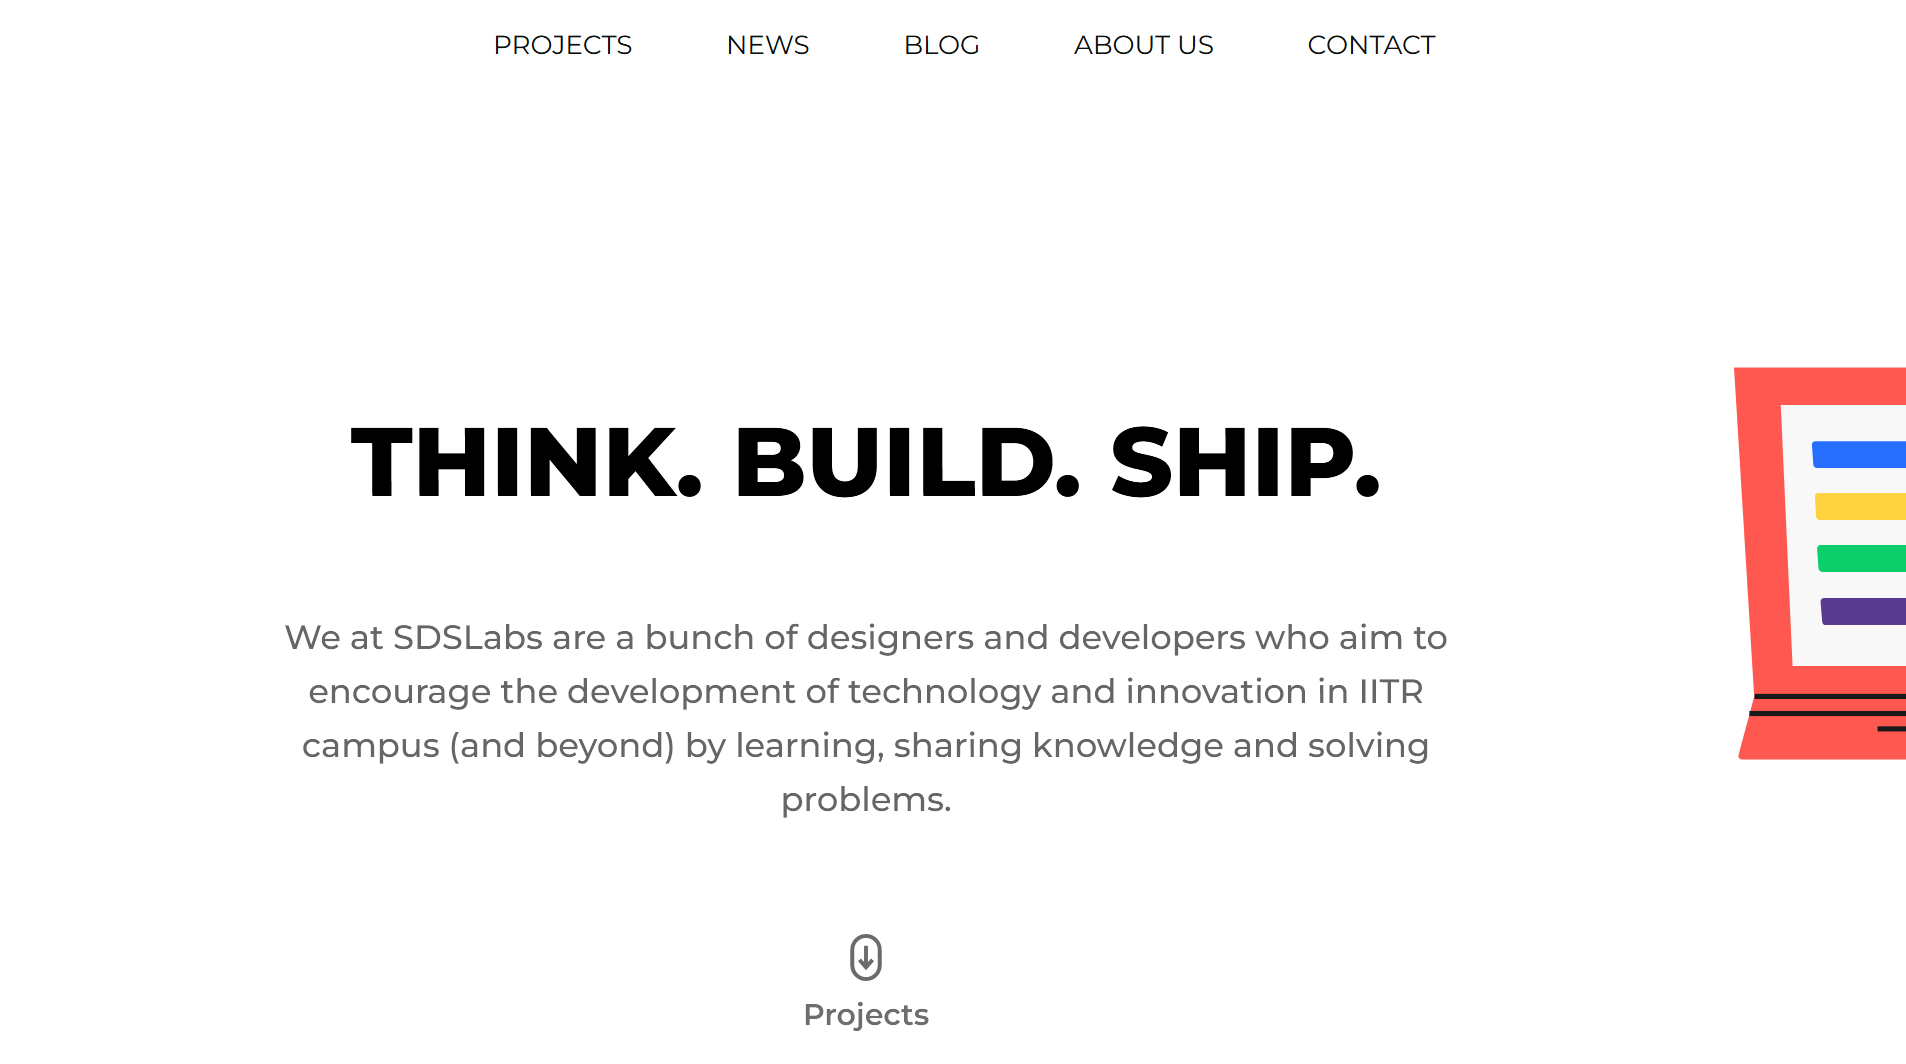 PROJECTS NEWS BLOG ABOUT US CONTACT
THINK. BUILD. SHIP.
We at SDSLabs are a bunch of designers and developers who aim to
encourage the development of technology and innovation in IITR
campus (and beyond) by learning, sharing knowledge and solving
problems.
Projects